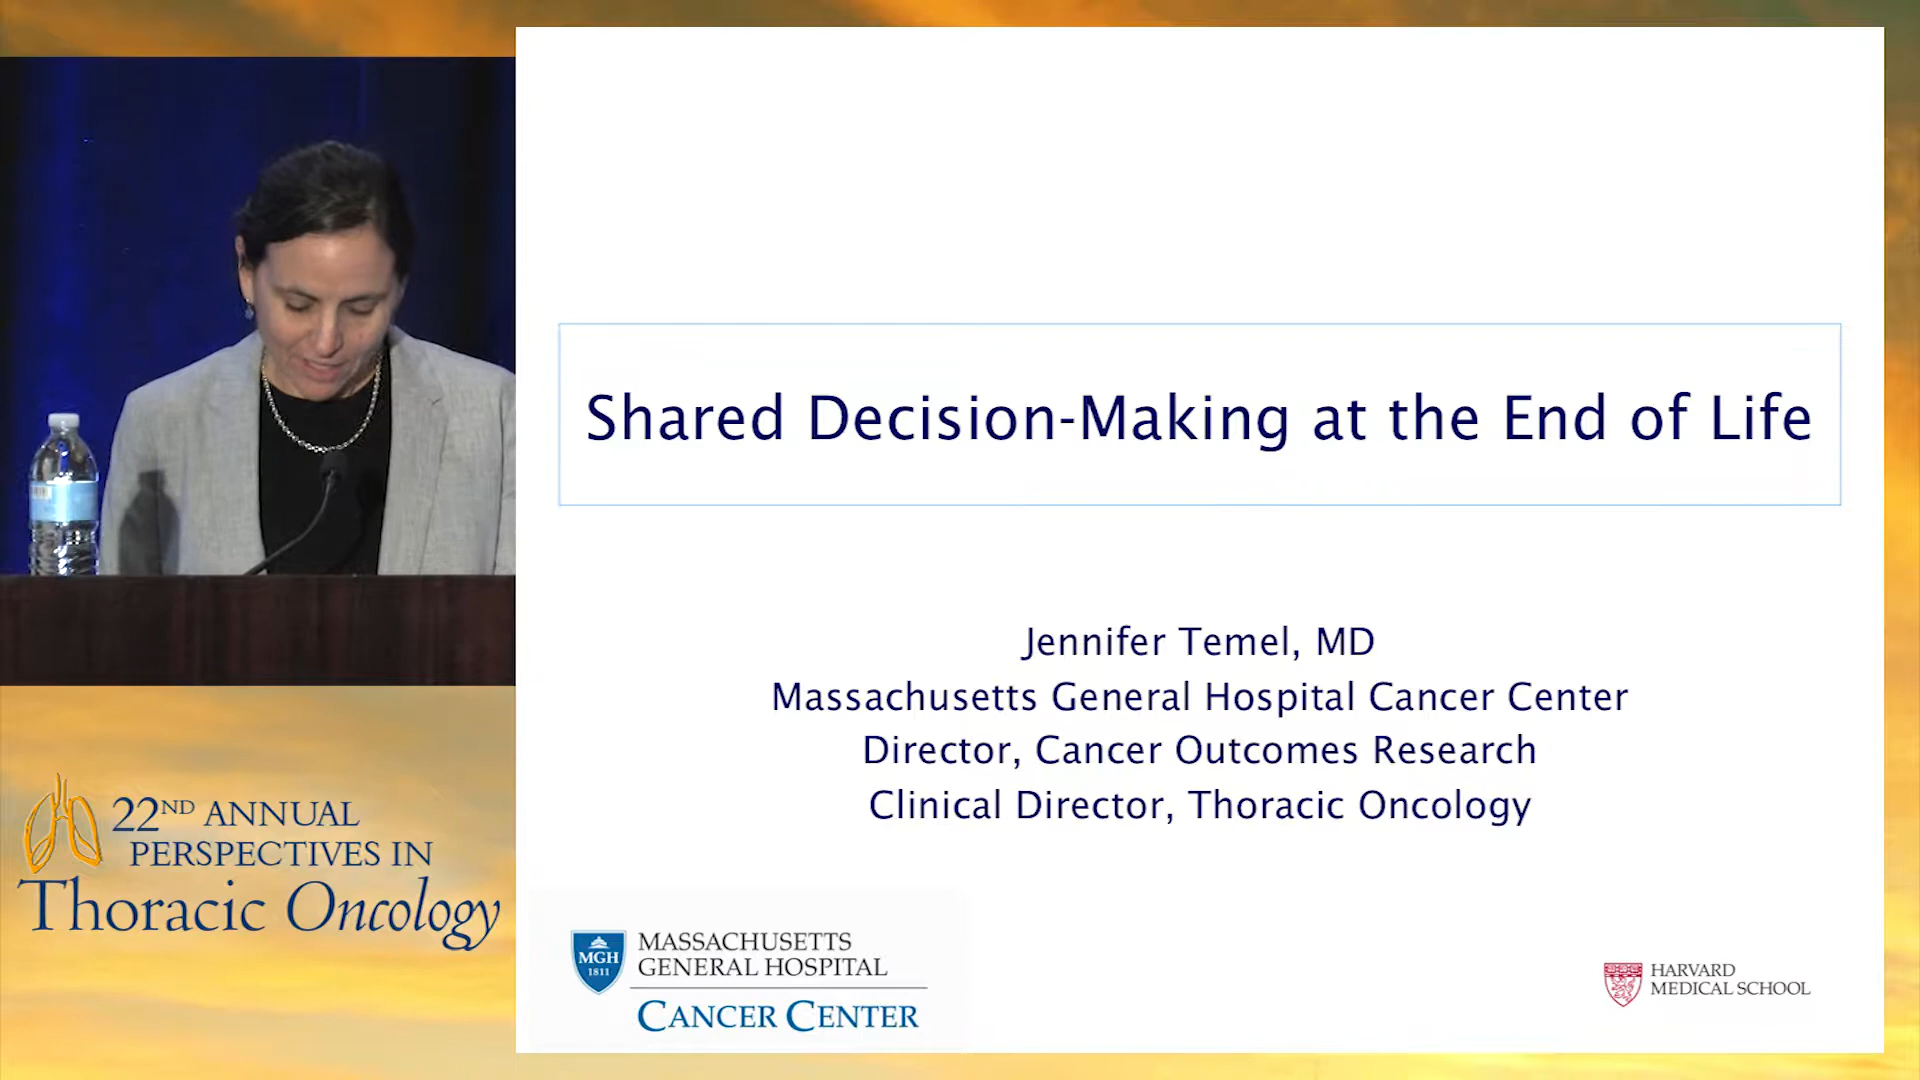 Shared Decision-Making at the End of Life
Jennifer Temel, MD
Massachusetts General Hospital Cancer Center
Director, Cancer Outcomes Research
Clinical Director, Thoracic Oncology
22ND ANNUAL
PERSPECTIVES IN
Thoracic Oncology
MGH
1811
MASSACHUSETTS
GENERAL HOSPITAL
CANCER CENTER
HARVARD
MEDICAL SCHOOL